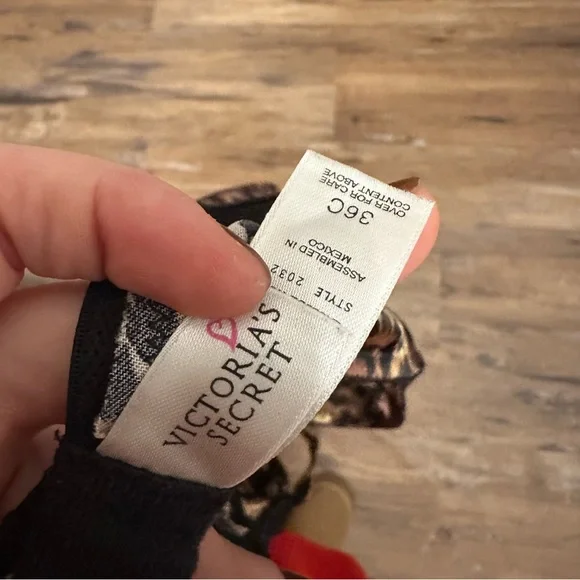 VICTORIA'S
SECRET
STYLE 2032
ASSEMBLED IN
MEXICO
36C
OVER FOR CARE
CONTENT ABOVE